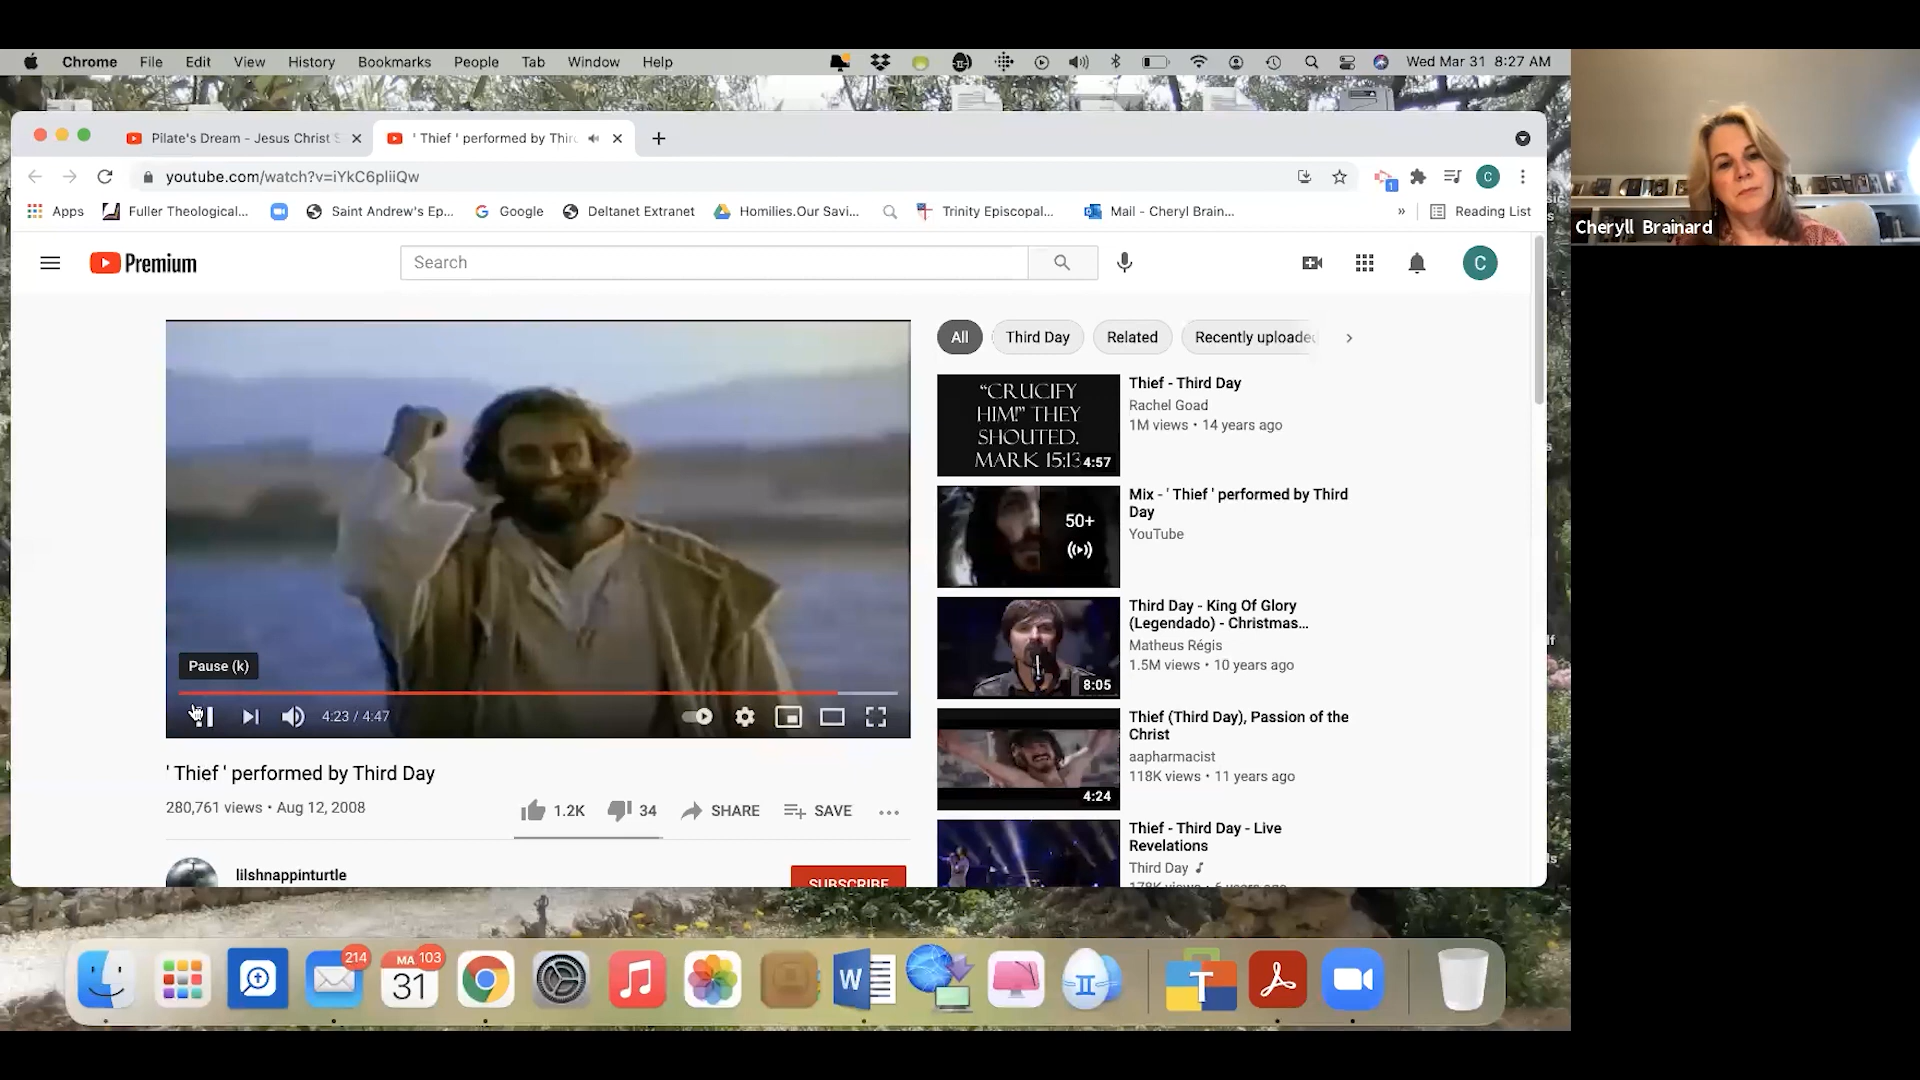 Chrome File Edit View History Bookmarks People Tab Window Help Wed Mar 31 8:27 AM
Pilate's Dream - Jesus Christ
' Thief ' performed by
youtube.com/watch?v=iYkC6pliiQw
Apps Fuller Theological... Saint Andrew's Ep... Google Deltanet Extranet Homilies.Our Savi... Trinity Episcopal... Mail - Cheryl Brain... » Reading List
Premium
Search
C
All Third Day Related Recently
"CRUCIFY
HIM!" THEY
SHOUTED.
MARK 15:13
4:57
Thief - Third Day
Rachel Goad
1M views • 14 years ago
50+
Mix - ' Thief ' performed by Third
Day
YouTube
Third Day - King Of Glory
(Legendado) - Christmas...
Matheus Régis
1.5M views • 10 years ago
8:05
Thief (Third Day), Passion of the
Christ
aapharmacist
118K views • 11 years ago
4:24
Thief - Third Day - Live
Revelations
Third Day
Pause (k)
4:23 / 4:47
' Thief ' performed by Third Day
280,761 views • Aug 12, 2008
1.2K 34 SHARE SAVE
lilshnappinturtle
SUBSCRIBE
214
MA 103
31
W
T
Cheryll Brainard